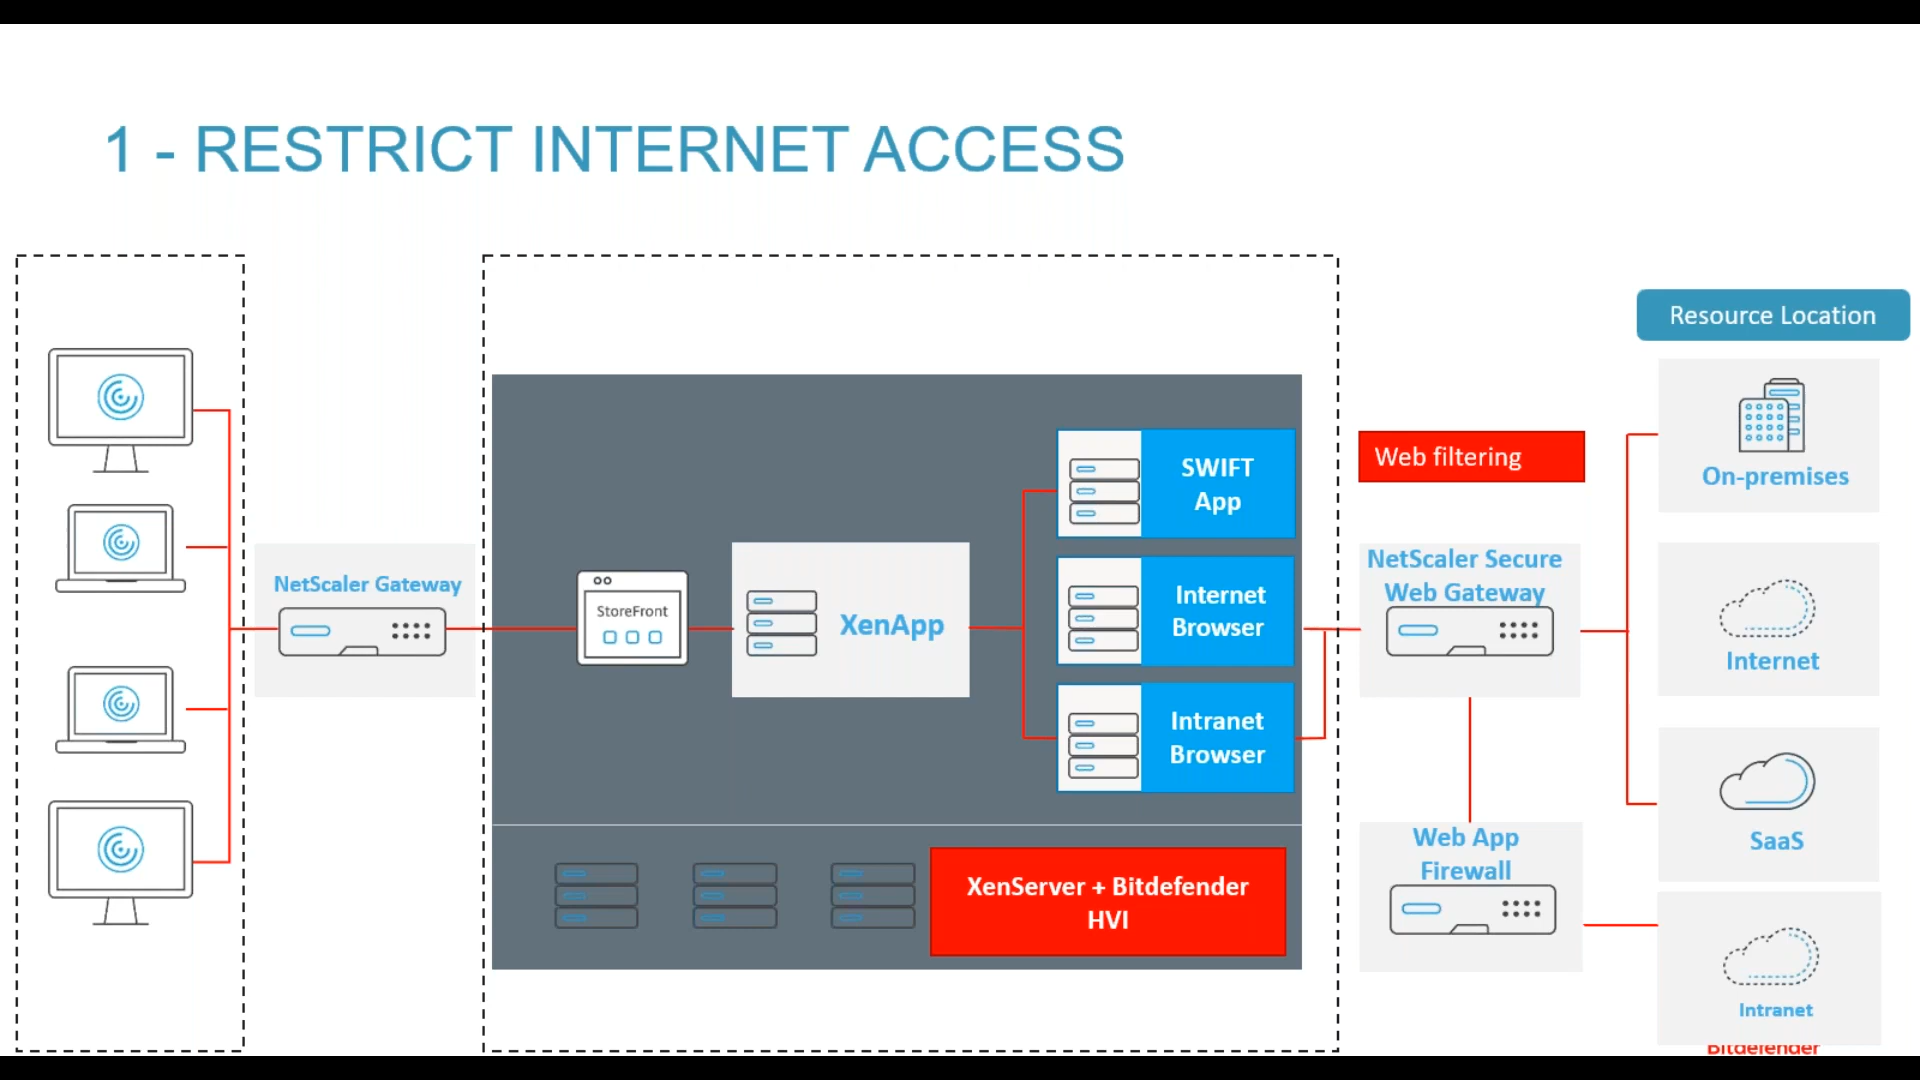 1 - RESTRICT INTERNET ACCESS
NetScaler Gateway
StoreFront
XenApp
SWIFT
App
Internet
Browser
Intranet
Browser
XenServer + Bitdefender
HVI
Web filtering
NetScaler Secure
Web Gateway
Web App
Firewall
Resource Location
On-premises
Internet
SaaS
Intranet
Bitdefender